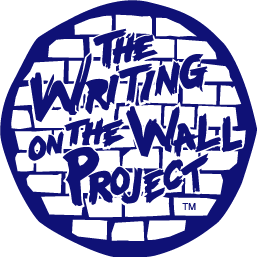 THE
WRITING
ON THE WALL
PROJECT
TM